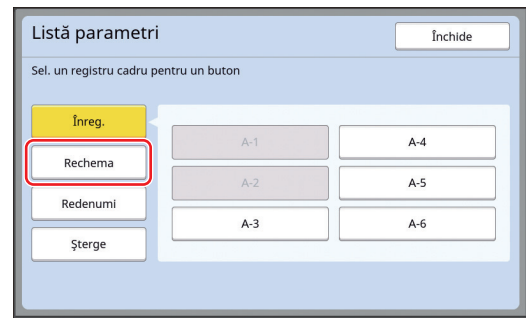 Listă parametri
Închide
Sel. un registru cadru pentru un buton
Înreg.
Rechema
Redenumi
Şterge
A-1
A-4
A-2
A-5
A-3
A-6